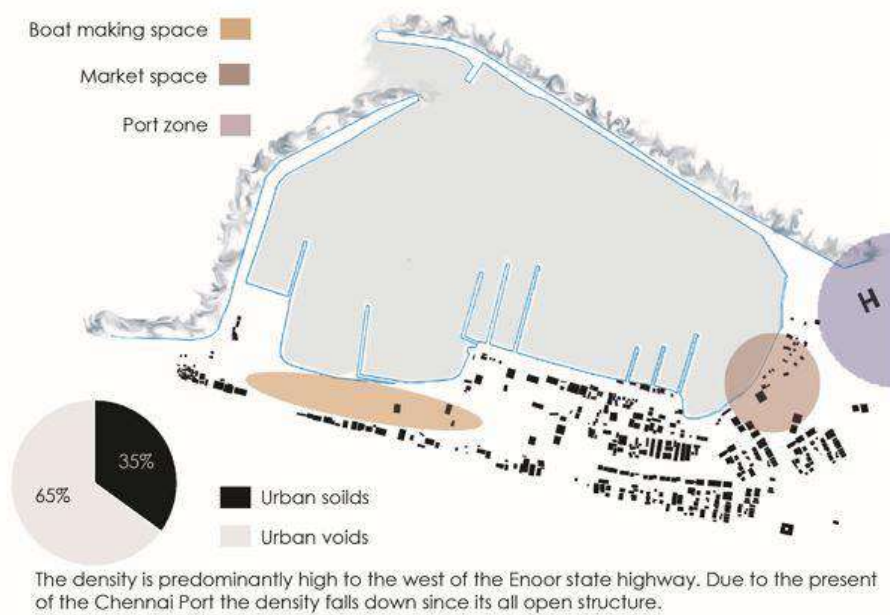 Boat making space
Market space
Port zone
H
35%
65%
Urban soilds
Urban voids
The density is predominantly high to the west of the Enoor state highway. Due to the present
of the Chennai Port the density falls down since its all open structure.